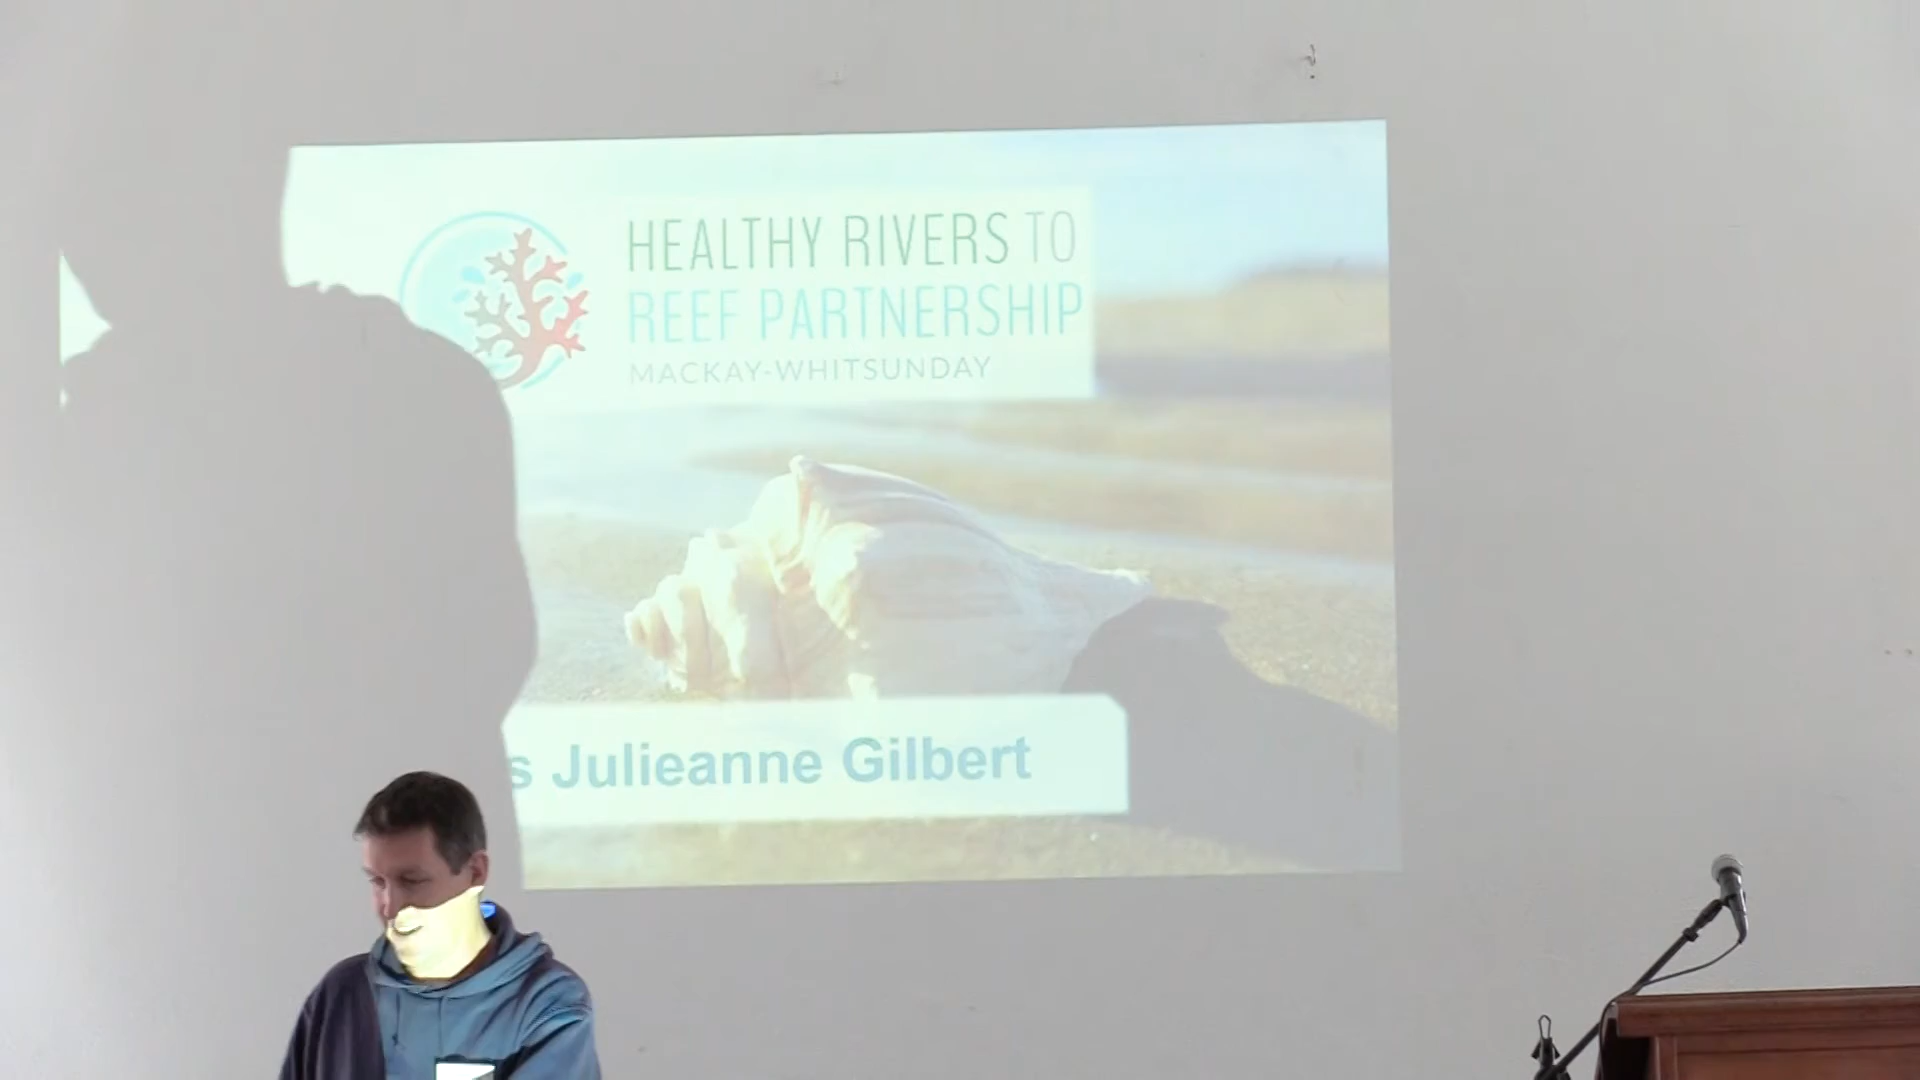 HEALTHY RIVERS TO
REEF PARTNERSHIP
MACKAY-WHITSUNDAY
s Julieanne Gilbert